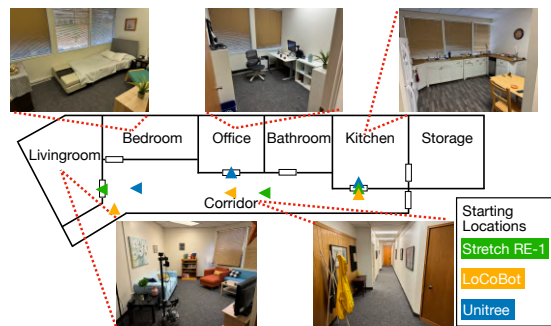 Bedroom
Office
Bathroom
Kitchen
Storage
Livingroom
Corridor
Starting
Locations
Stretch RE-1
LoCoBot
Unitree